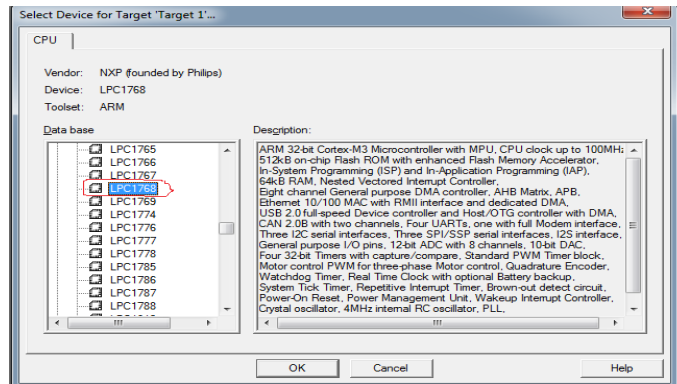 Select Device for Target 'Target 1'...
CPU
Vendor: NXP (founded by Philips)
Device: LPC1768
Toolset: ARM
Data base
LPC1765
LPC1766
LPC1767
LPC1768
LPC1769
LPC1774
LPC1776
LPC1777
LPC1778
LPC1785
LPC1786
LPC1787
LPC1788
Description:
ARM 32-bit Cortex-M3 Microcontroller with MPU, CPU clock up to 100MHz
512kB on-chip Flash ROM with enhanced Flash Memory Accelerator,
In-System Programming (ISP) and In-Application Programming (IAP),
64kB RAM, Nested Vectored Interrupt Controller,
Eight channel General purpose DMA controller, AHB Matrix, APB,
Ethernet 10/100 MAC with RMII interface and dedicated DMA,
USB 2.0 full-speed Device controller and Host/OTG controller with DMA,
CAN 2.0B with two channels, Four UARTs, one with full Modem interface,
Three I2C serial interfaces, Three SPI/SSP serial interfaces, I2S interface,
General purpose I/O pins, 12-bit ADC with 8 channels, 10-bit DAC,
Four 32-bit Timers with capture/compare, Standard PWM Timer block,
Motor control PWM for three-phase Motor control, Quadrature Encoder,
Watchdog Timer, Real Time Clock with optional Battery backup,
System Tick Timer, Repetitive Interrupt Timer, Brown-out detect circuit,
Power-On Reset, Power Management Unit, Wakeup Interrupt Controller,
Crystal oscillator, 4MHz internal RC oscillator, PLL,
OK
Cancel
Help